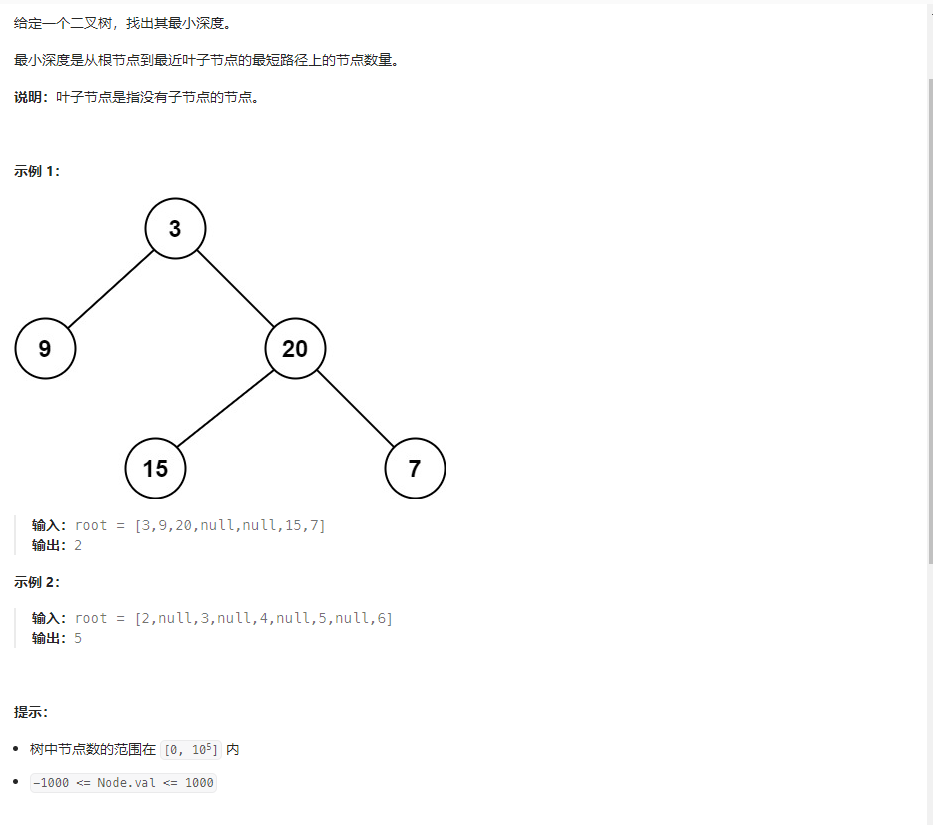 给定一个二叉树，找出其最小深度。
最小深度是从根节点到最近叶子节点的最短路径上的节点数量。
说明：叶子节点是指没有子节点的节点。
示例 1：
3
9
20
15
7
输入：root = [3,9,20,null,null,15,7]
输出：2
示例 2：
输入：root = [2,null,3,null,4,null,5,null,6]
输出：5
提示：
树中节点数的范围在 [0, 10⁵] 内
-1000 <= Node.val <= 1000